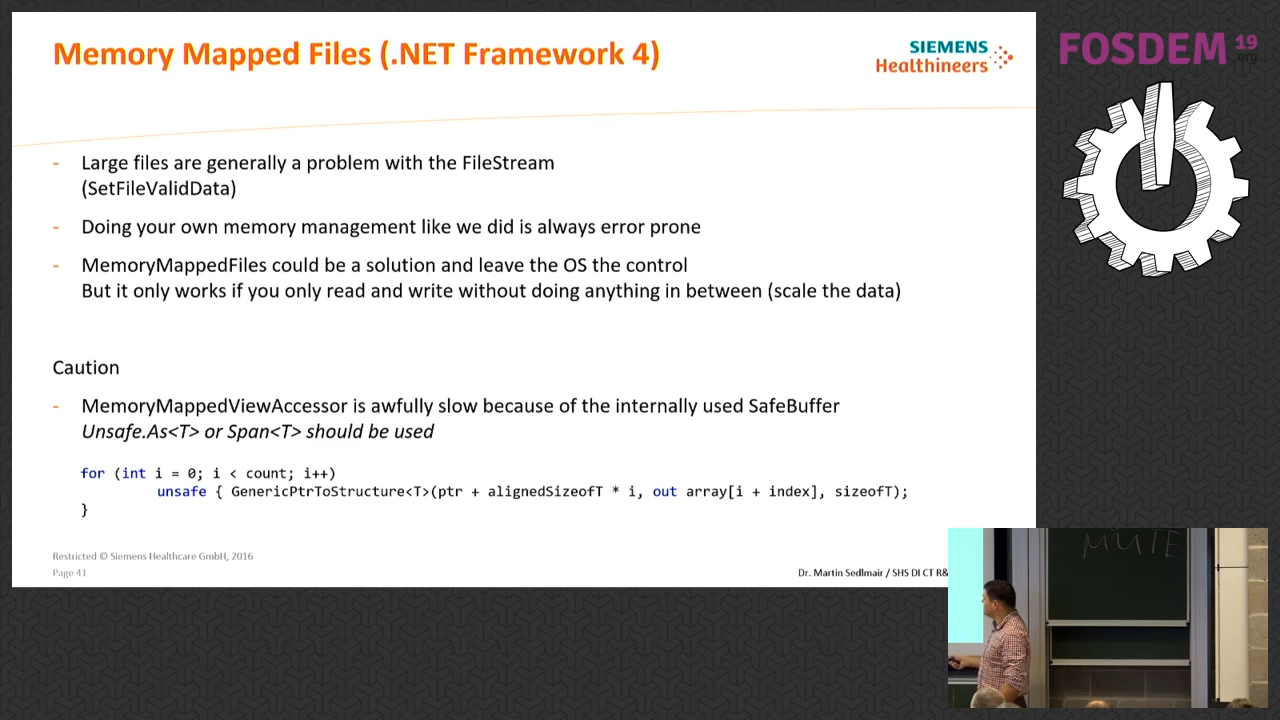 Memory Mapped Files (.NET Framework 4)
SIEMENS
Healthineers
FOSDEM 19
.org
- Large files are generally a problem with the FileStream
(SetFileValidData)
- Doing your own memory management like we did is always error prone
- MemoryMappedFiles could be a solution and leave the OS the control
But it only works if you only read and write without doing anything in between (scale the data)
Caution
- MemoryMappedViewAccessor is awfully slow because of the internally used SafeBuffer
Unsafe.As<T> or Span<T> should be used
for (int i = 0; i < count; i++)
unsafe { GenericPtrToStructure<T>(ptr + alignedSizeofT * i, out array[i + index], sizeofT);
}
Restricted © Siemens Healthcare GmbH, 2016
Page 41
Dr. Martin Sedlmair / SHS DI CT R&
MUTE